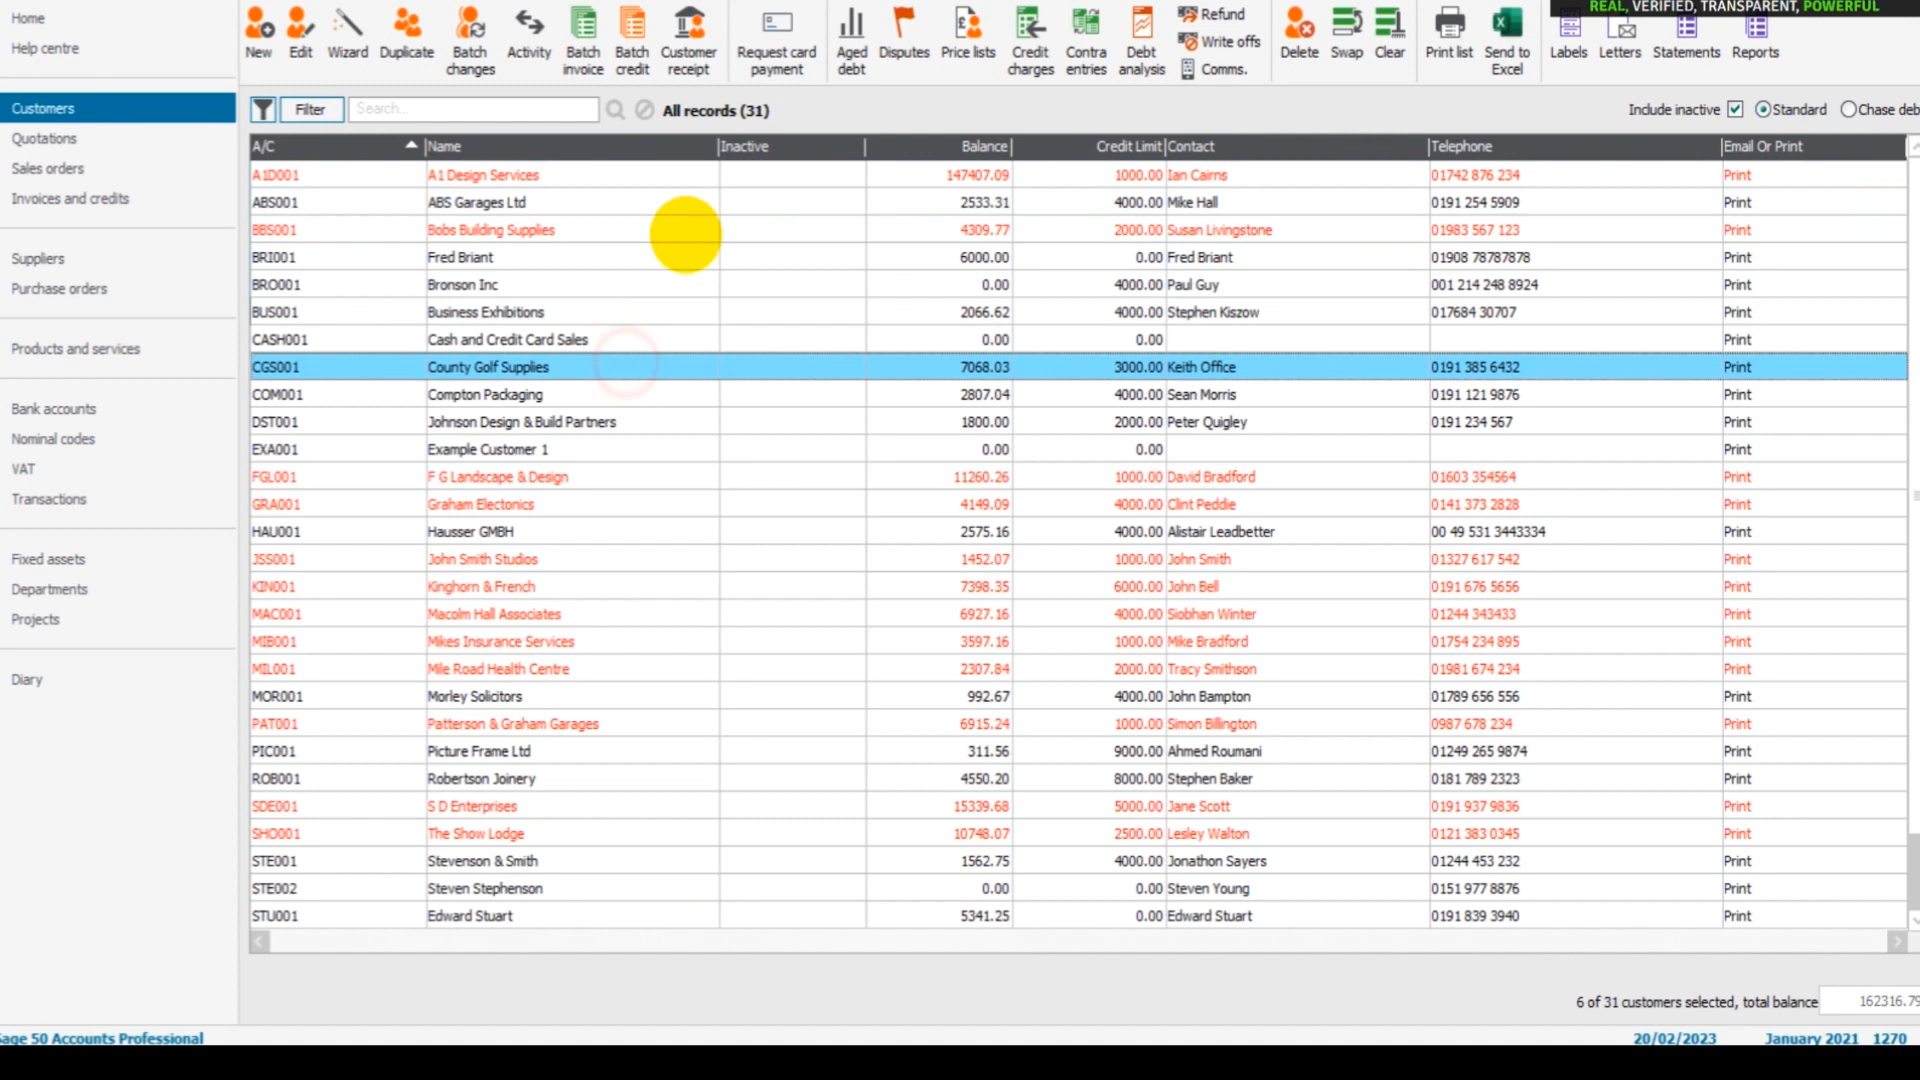 REAL, VERIFIED, TRANSPARENT, POWERFUL
Home
Help centre
Customers
Quotations
Sales orders
Invoices and credits
Suppliers
Purchase orders
Products and services
Bank accounts
Nominal codes
VAT
Transactions
Fixed assets
Departments
Projects
Diary
New
Edit
Wizard
Duplicate
Batch changes
Activity
Batch invoice
Batch credit
Customer receipt
Request card payment
Aged debt
Disputes
Price lists
Credit charges
Contra entries
Debt analysis
Refund
Write offs
Comms.
Delete
Swap
Clear
Print list
Send to Excel
Labels
Letters
Statements
Reports
Filter Search... All records (31) Include inactive Standard Chase deb
A/C Name Inactive Balance Credit Limit Contact Telephone Email Or Print
A1D001 A1 Design Services 147407.09 1000.00 Ian Cairns 01742 876 234 Print
ABS001 ABS Garages Ltd 2533.31 4000.00 Mike Hall 0191 254 5909 Print
BBS001 Bobs Building Supplies 4309.77 2000.00 Susan Livingstone 01983 567 123 Print
BRI001 Fred Briant 6000.00 0.00 Fred Briant 01908 78787878 Print
BRO001 Bronson Inc 0.00 4000.00 Paul Guy 001 214 248 8924 Print
BUS001 Business Exhibitions 2066.62 4000.00 Stephen Kiszow 017684 30707 Print
CASH001 Cash and Credit Card Sales 0.00 0.00 Print
CGS001 County Golf Supplies 7068.03 3000.00 Keith Office 0191 385 6432 Print
COM001 Compton Packaging 2807.04 4000.00 Sean Morris 0191 121 9876 Print
DST001 Johnson Design & Build Partners 1800.00 2000.00 Peter Quigley 0191 234 567 Print
EXA001 Example Customer 1 0.00 0.00 Print
FGL001 F G Landscape & Design 11260.26 1000.00 David Bradford 01603 354564 Print
GRA001 Graham Electonics 4149.09 4000.00 Clint Peddie 0141 373 2828 Print
HAU001 Hausser GMBH 2575.16 4000.00 Alistair Leadbetter 00 49 531 3443334 Print
JSS001 John Smith Studios 1452.07 1000.00 John Smith 01327 617 542 Print
KIN001 Kinghorn & French 7398.35 6000.00 John Bell 0191 676 5656 Print
MAC001 Macolm Hall Associates 6927.16 4000.00 Siobhan Winter 01244 343433 Print
MIB001 Mikes Insurance Services 3597.16 1000.00 Mike Bradford 01754 234 895 Print
MIL001 Mile Road Health Centre 2307.84 2000.00 Tracy Smithson 01981 674 234 Print
MOR001 Morley Solicitors 992.67 4000.00 John Bampton 01789 656 556 Print
PAT001 Patterson & Graham Garages 6915.24 1000.00 Simon Billington 0987 678 234 Print
PIC001 Picture Frame Ltd 311.56 9000.00 Ahmed Roumani 01249 265 9874 Print
ROB001 Robertson Joinery 4550.20 8000.00 Stephen Baker 0181 789 2323 Print
SDE001 S D Enterprises 15339.68 5000.00 Jane Scott 0191 937 9836 Print
SHO001 The Show Lodge 10748.07 2500.00 Lesley Walton 0121 383 0345 Print
STE001 Stevenson & Smith 1562.75 4000.00 Jonathon Sayers 01244 453 232 Print
STE002 Steven Stephenson 0.00 0.00 Steven Young 0151 977 8876 Print
STU001 Edward Stuart 5341.25 0.00 Edward Stuart 0191 839 3940 Print
6 of 31 customers selected, total balance 162316.79
Sage 50 Accounts Professional 20/02/2023 January 2021 1270